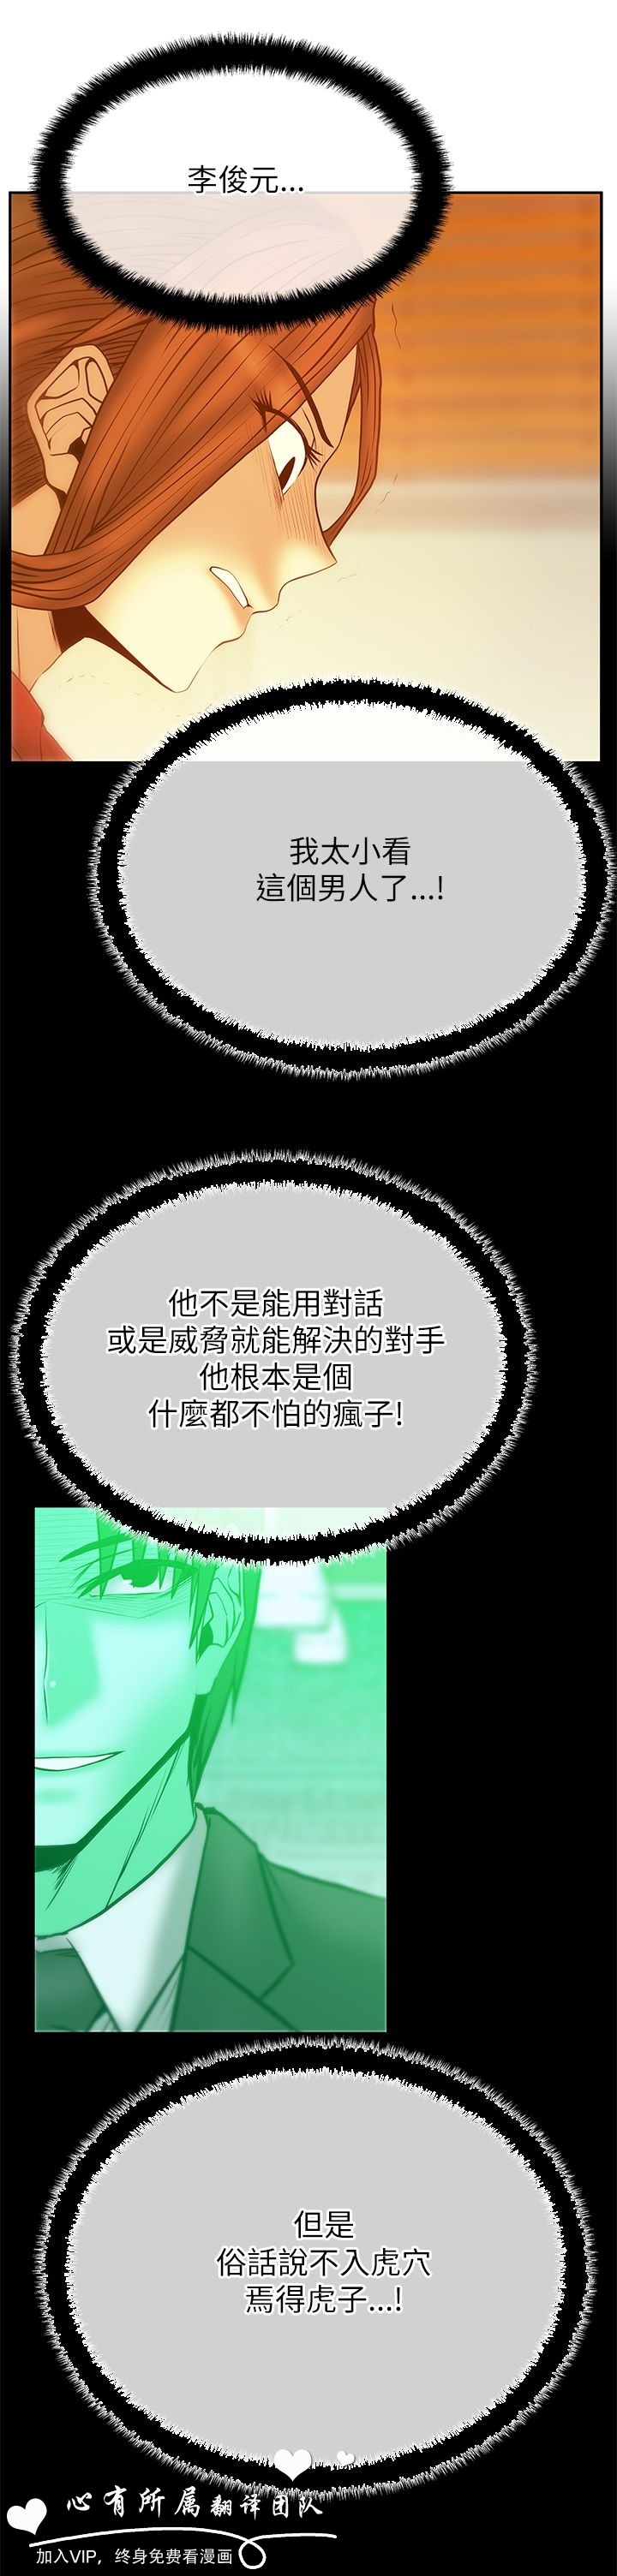 李俊元...
我太小看
這個男人了...!
他不是能用對話
或是威脅就能解決的對手
他根本是個
什麼都不怕的瘋子!
但是
俗話說不入虎穴
焉得虎子...!
心有所属翻译团队
加入VIP，终身免费看漫画